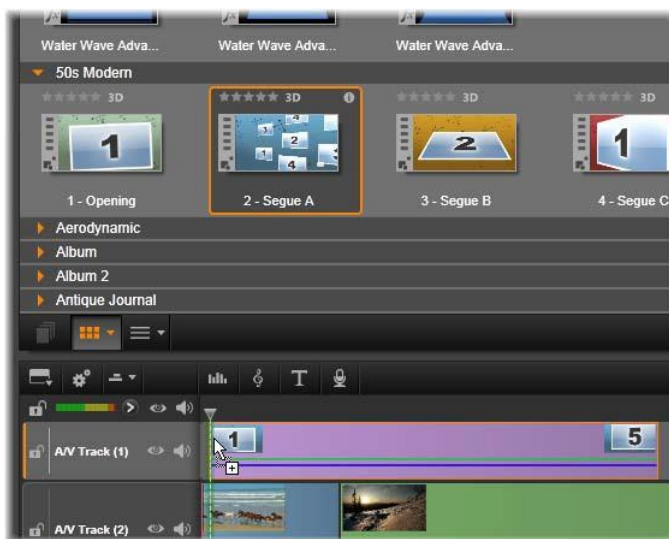 Water Wave Adva... Water Wave Adva... Water Wave Adva...
50s Modern
3D 3D 3D 3D
1 2 3 4 2 1
1 - Opening 2 - Segue A 3 - Segue B 4 - Segue C
Aerodynamic
Album
Album 2
Antique Journal
T
A/V Track (1) 1 5
A/V Track (2)